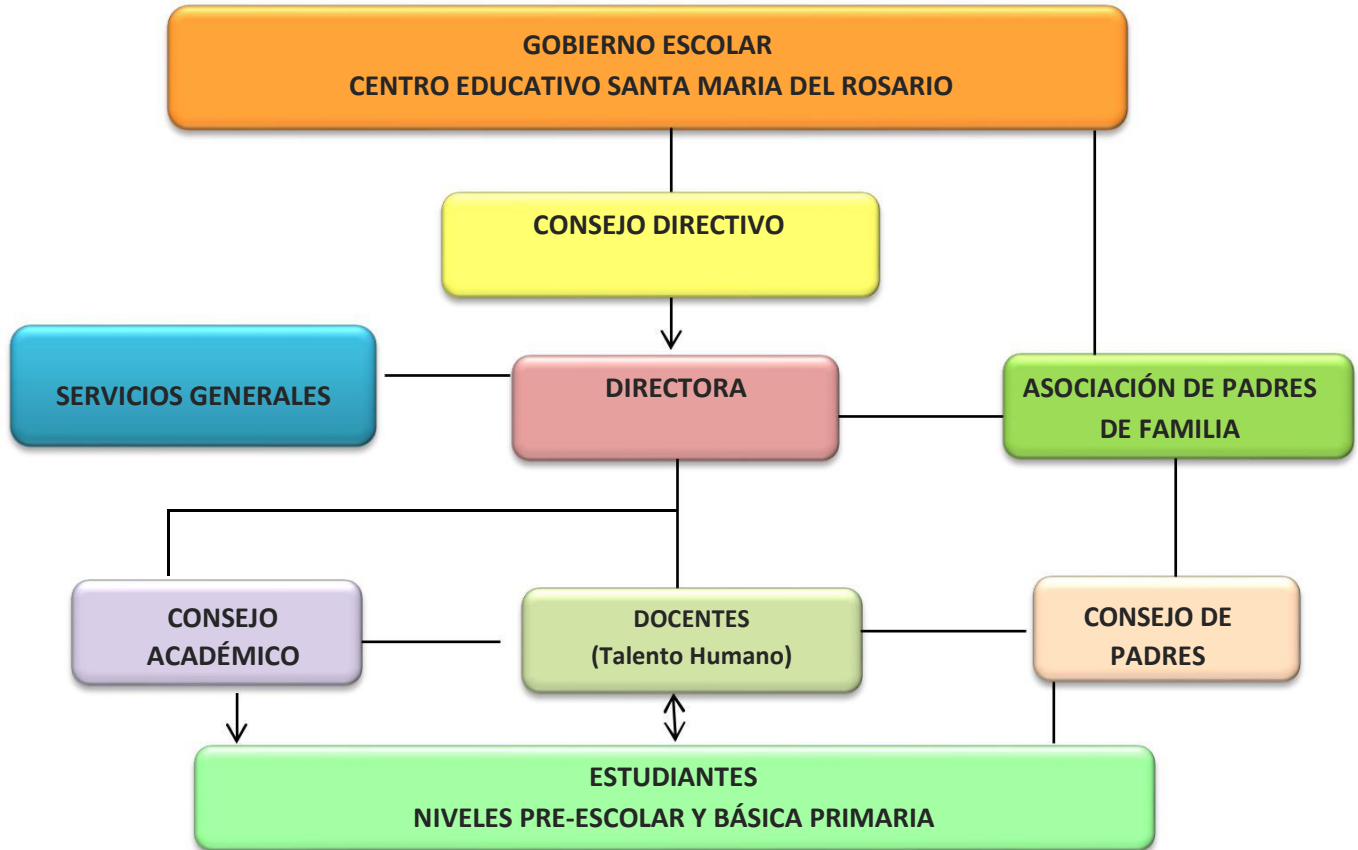 GOBIERNO ESCOLAR
CENTRO EDUCATIVO SANTA MARIA DEL ROSARIO
CONSEJO DIRECTIVO
SERVICIOS GENERALES
DIRECTORA
ASOCIACIÓN DE PADRES
DE FAMILIA
CONSEJO
ACADÉMICO
DOCENTES
(Talento Humano)
CONSEJO DE
PADRES
ESTUDIANTES
NIVELES PRE-ESCOLAR Y BÁSICA PRIMARIA